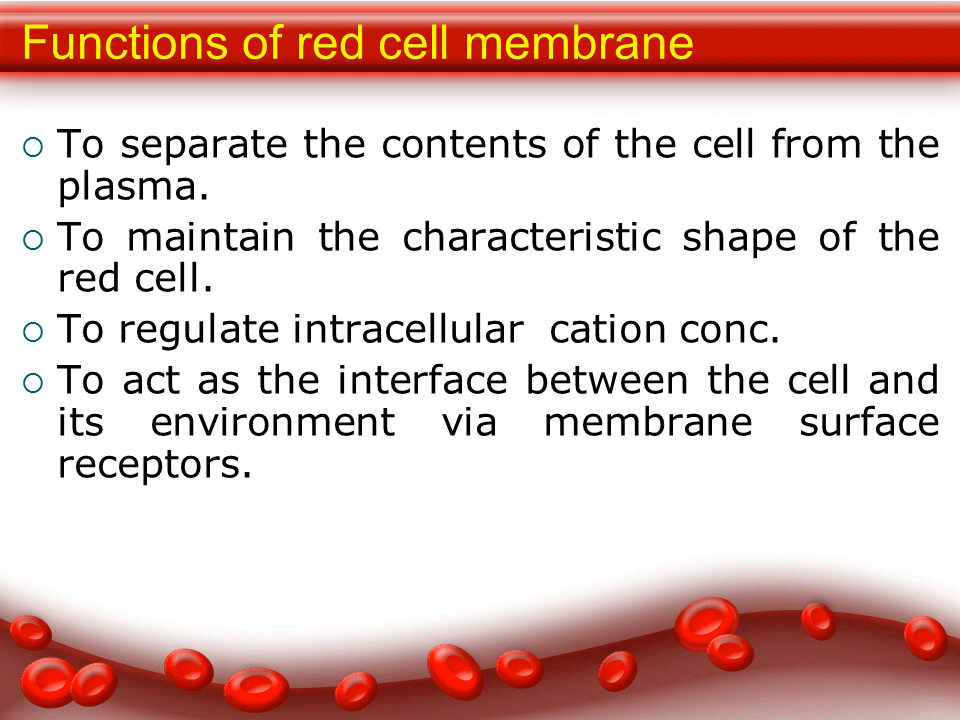 Functions of red cell membrane
To separate the contents of the cell from the
plasma.
To maintain the characteristic shape of the
red cell.
To regulate intracellular  cation conc.
To act as the interface between the cell and
its environment via membrane surface
receptors.